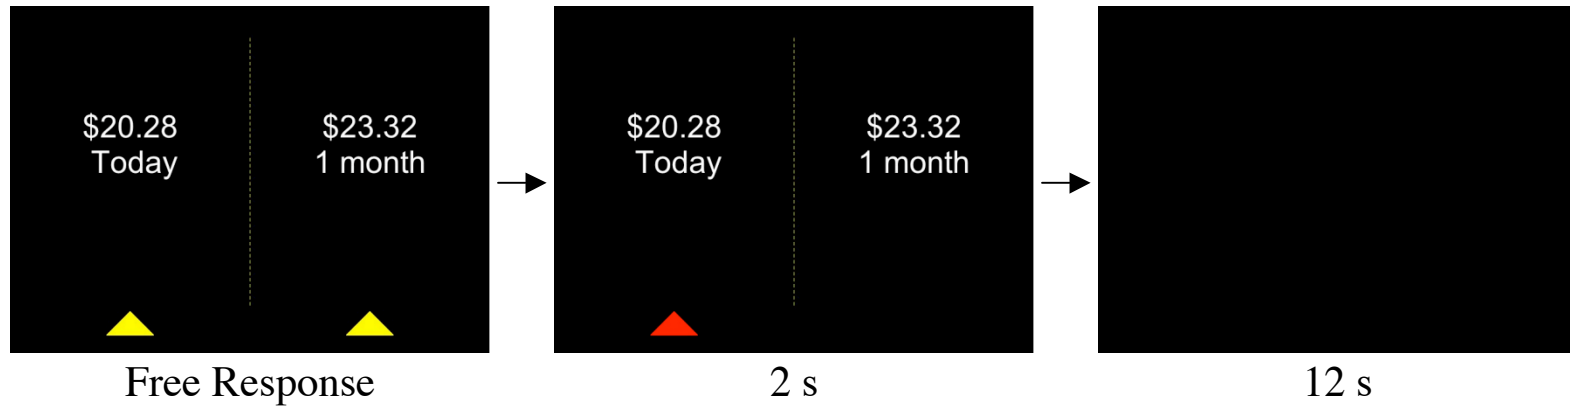 $20.28
Today
$23.32
1 month
$20.28
Today
$23.32
1 month
Free Response
2 s
12 s